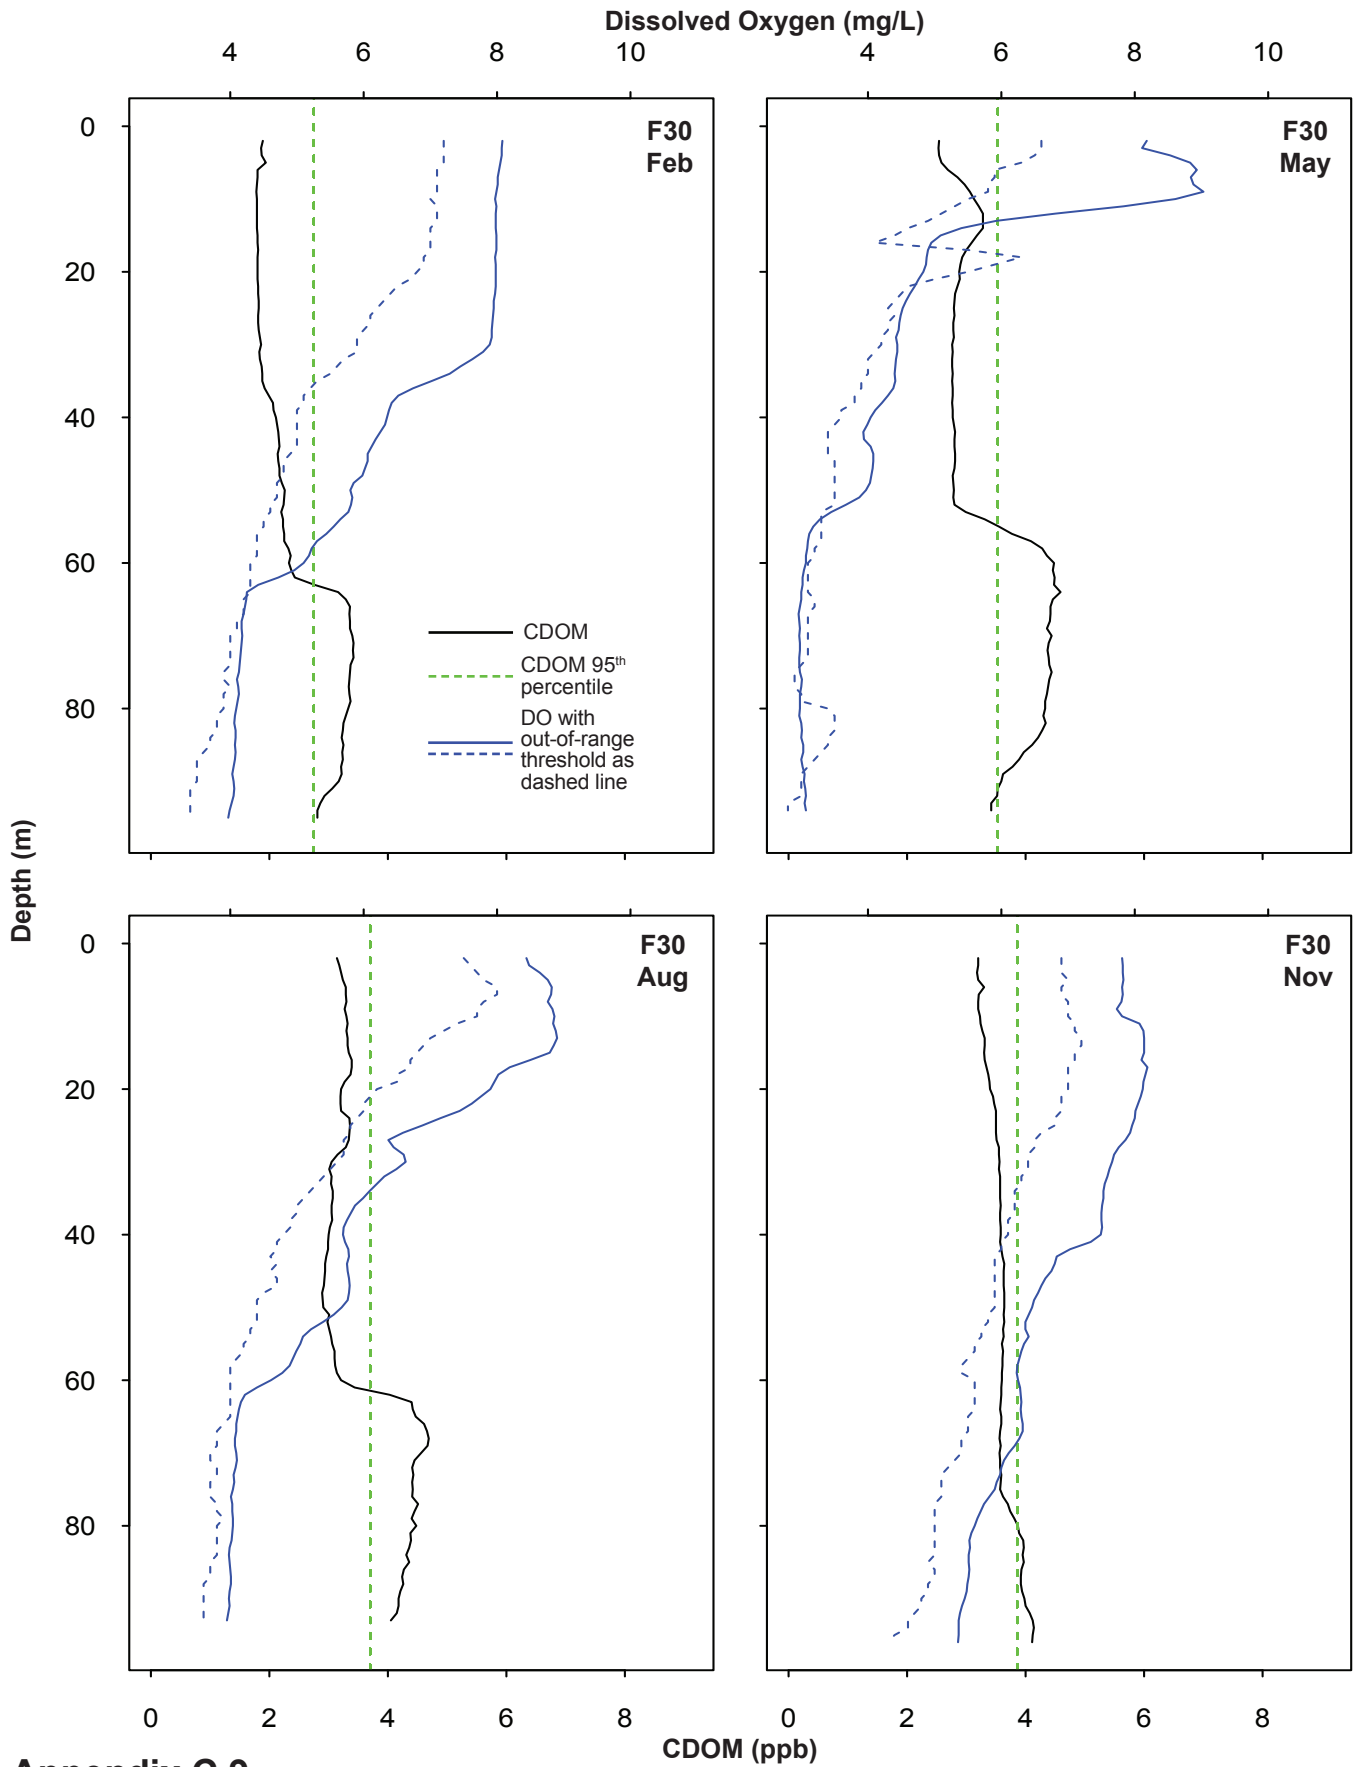 Dissolved Oxygen (mg/L)
4 6 8 10 4 6 8 10
F30
Feb
F30
May
0
20
40
60
80
CDOM
CDOM 95th
percentile
DO with
out-of-range
threshold as
dashed line
Depth (m)
F30
Aug
F30
Nov
0
20
40
60
80
0 2 4 6 8 0 2 4 6 8
CDOM (ppb)